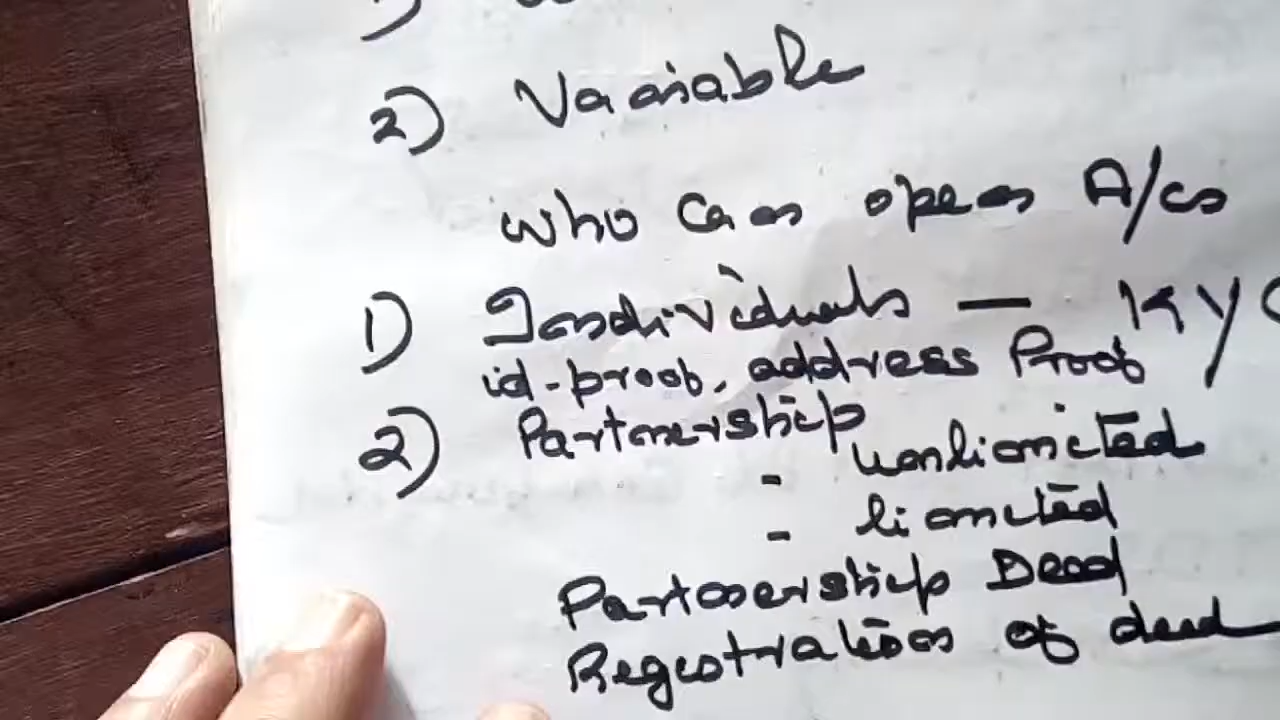 2) Variable
Who can open A/cs
1) Individuals — KYC
id-proof, address Proof
2) Partnership
- unlimited
- limited
Partnership Deed
Registration of deed